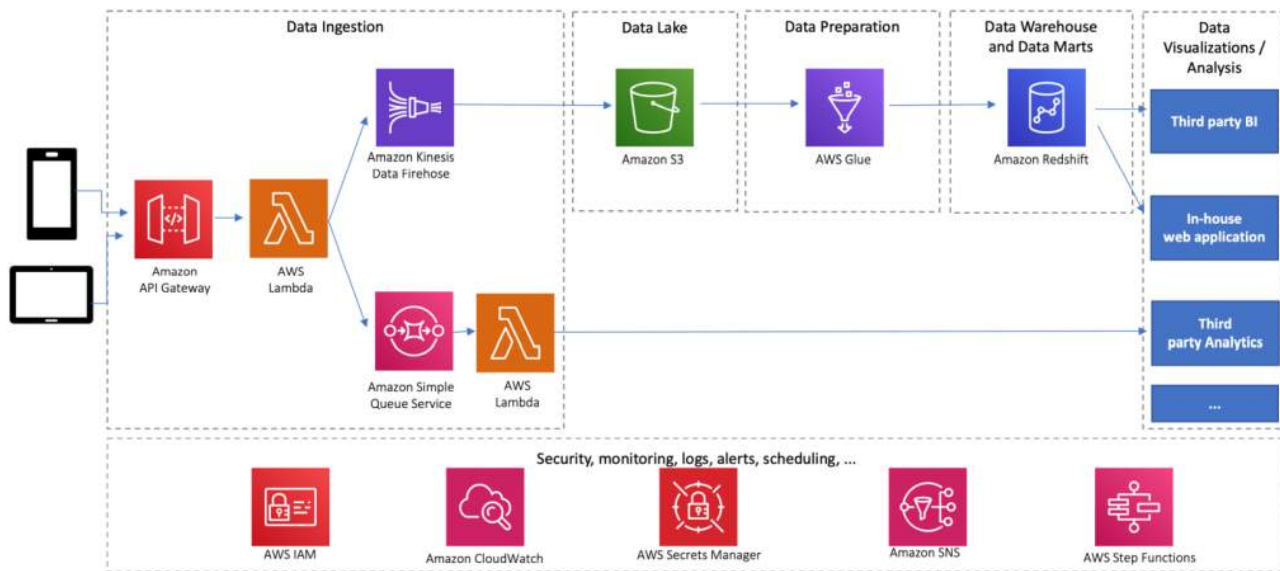 Data Ingestion
Data Lake
Data Preparation
Data Warehouse
and Data Marts
Data
Visualizations /
Analysis
Amazon Kinesis
Data Firehose
Amazon S3
AWS Glue
Amazon Redshift
Third party BI
In-house
web application
Amazon
API Gateway
AWS
Lambda
Third
party Analytics
Amazon Simple
Queue Service
AWS
Lambda
...
Security, monitoring, logs, alerts, scheduling, ...
AWS IAM
Amazon CloudWatch
AWS Secrets Manager
Amazon SNS
AWS Step Functions